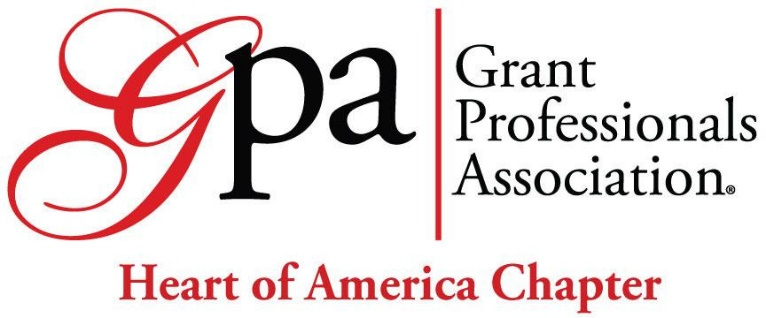 Gpa
Grant
Professionals
Association®
Heart of America Chapter